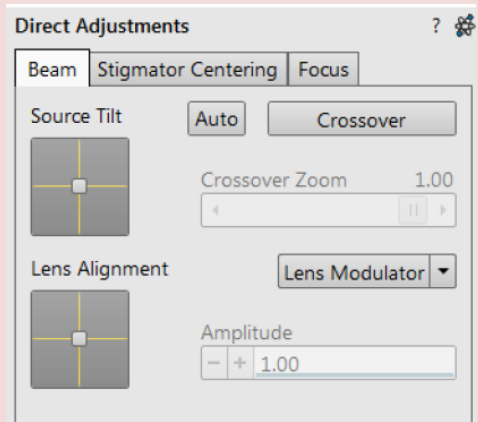 Direct Adjustments ?
Beam Stigmator Centering Focus
Source Tilt Auto Crossover
Crossover Zoom 1.00
Lens Alignment Lens Modulator
Amplitude
− + 1.00